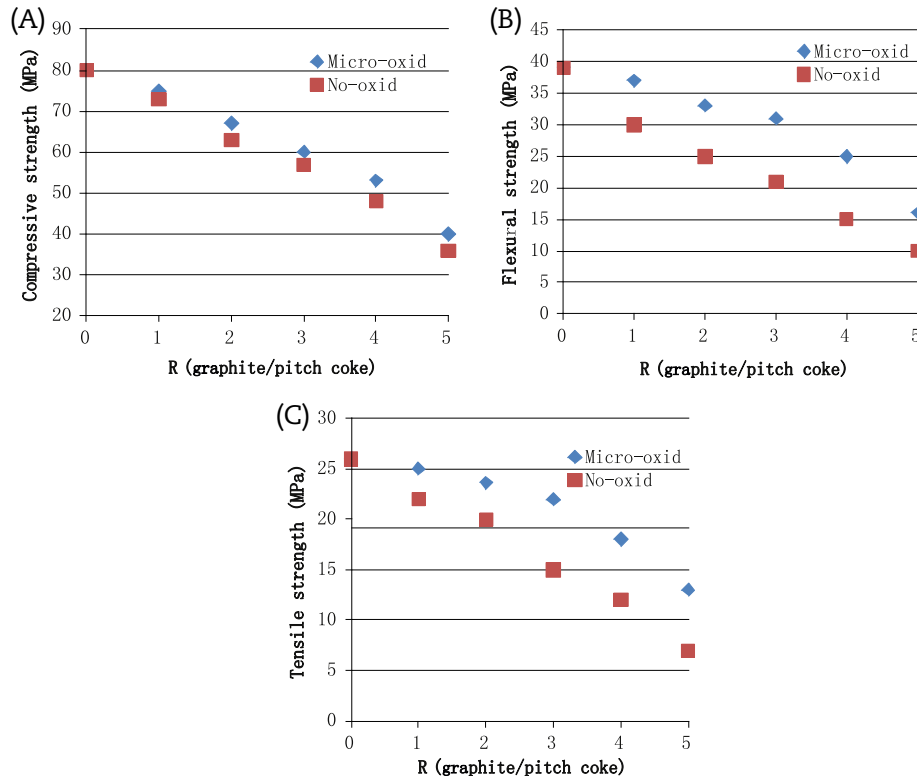 (A)
90
80
70
60
50
40
30
20
Compressive strength (MPa)
Micro-oxid
No-oxid
0 1 2 3 4 5
R (graphite/pitch coke)
(B)
45
40
35
30
25
20
15
10
5
0
Flexural strength (MPa)
Micro-oxid
No-oxid
0 1 2 3 4 5
R (graphite/pitch coke)
(C)
30
25
20
15
10
5
0
Tensile strength (MPa)
Micro-oxid
No-oxid
0 1 2 3 4 5
R (graphite/pitch coke)